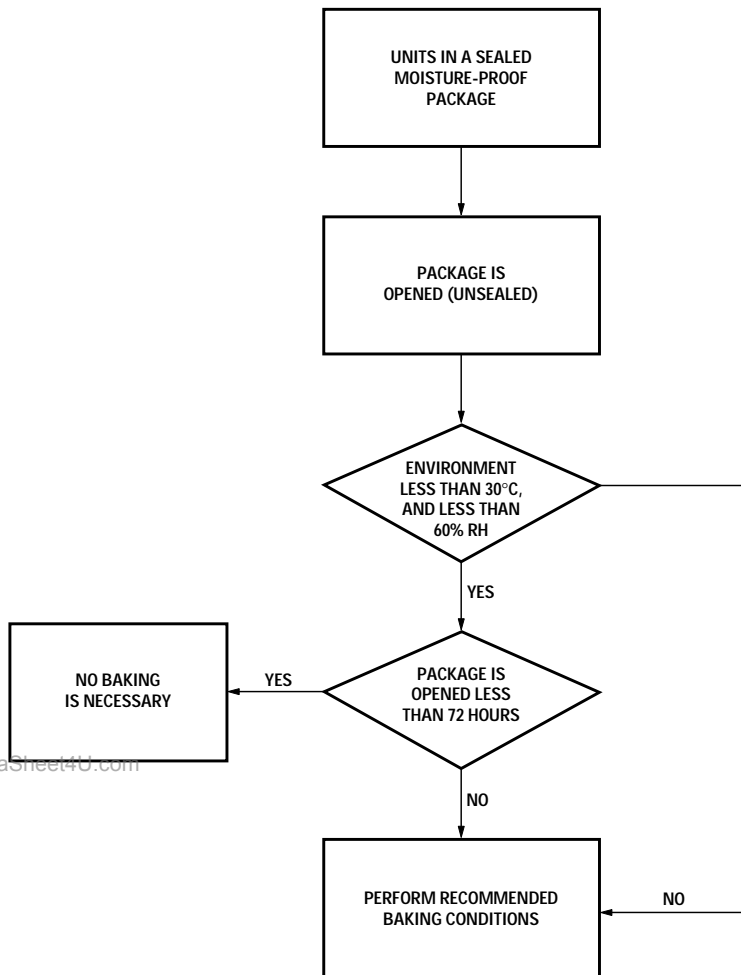 UNITS IN A SEALED
MOISTURE-PROOF
PACKAGE
PACKAGE IS
OPENED (UNSEALED)
ENVIRONMENT
LESS THAN 30°C,
AND LESS THAN
60% RH
YES
NO BAKING
IS NECESSARY
YES
PACKAGE IS
OPENED LESS
THAN 72 HOURS
aSheet4U.com
NO
PERFORM RECOMMENDED
BAKING CONDITIONS
NO